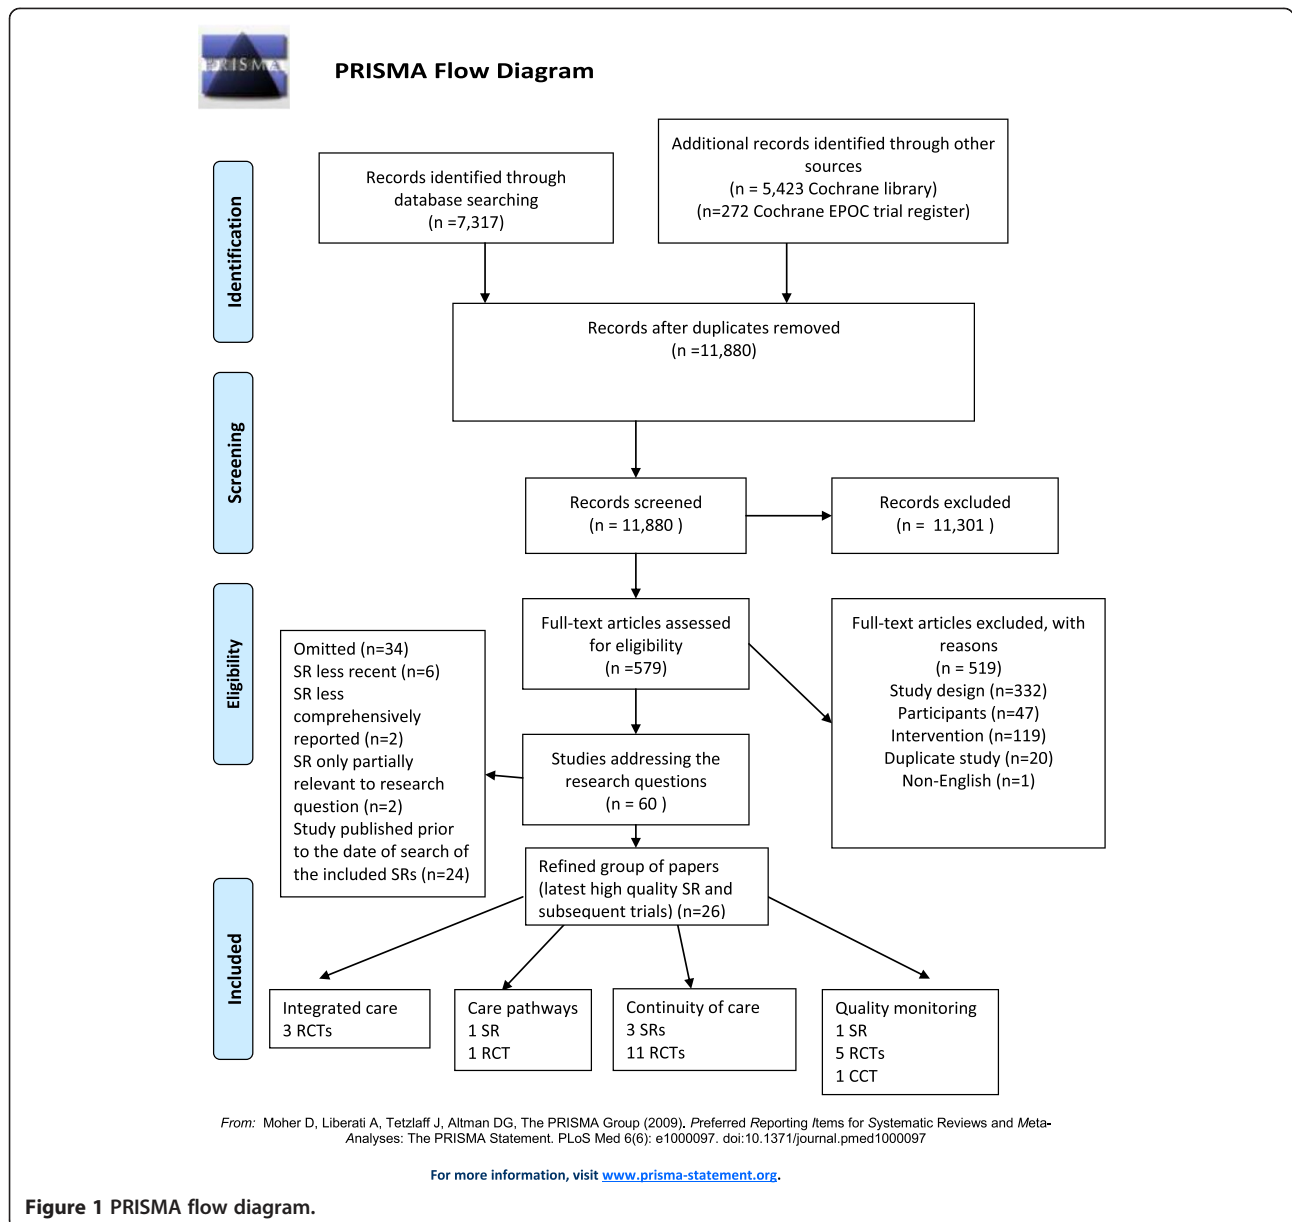 PRISMA
PRISMA Flow Diagram
Identification
Records identified through
database searching
(n =7,317)
Additional records identified through other
sources
(n = 5,423 Cochrane library)
(n=272 Cochrane EPOC trial register)
Records after duplicates removed
(n =11,880)
Screening
Records screened
(n = 11,880 )
Records excluded
(n =  11,301 )
Eligibility
Full-text articles assessed
for eligibility
(n =579)
Full-text articles excluded, with
reasons
(n = 519)
Study design (n=332)
Participants (n=47)
Intervention (n=119)
Duplicate study (n=20)
Non-English (n=1)
Omitted (n=34)
SR less recent (n=6)
SR less
comprehensively
reported (n=2)
SR only partially
relevant to research
question (n=2)
Study published prior
to the date of search of
the included SRs (n=24)
Studies addressing the
research questions
(n = 60 )
Included
Refined group of papers
(latest high quality SR and
subsequent trials) (n=26)
Integrated care
3 RCTs
Care pathways
1 SR
1 RCT
Continuity of care
3 SRs
11 RCTs
Quality monitoring
1 SR
5 RCTs
1 CCT
From: Moher D, Liberati A, Tetzlaff J, Altman DG, The PRISMA Group (2009). Preferred Reporting Items for Systematic Reviews and Meta-
Analyses: The PRISMA Statement. PLoS Med 6(6): e1000097. doi:10.1371/journal.pmed1000097
For more information, visit www.prisma-statement.org.
Figure 1 PRISMA flow diagram.